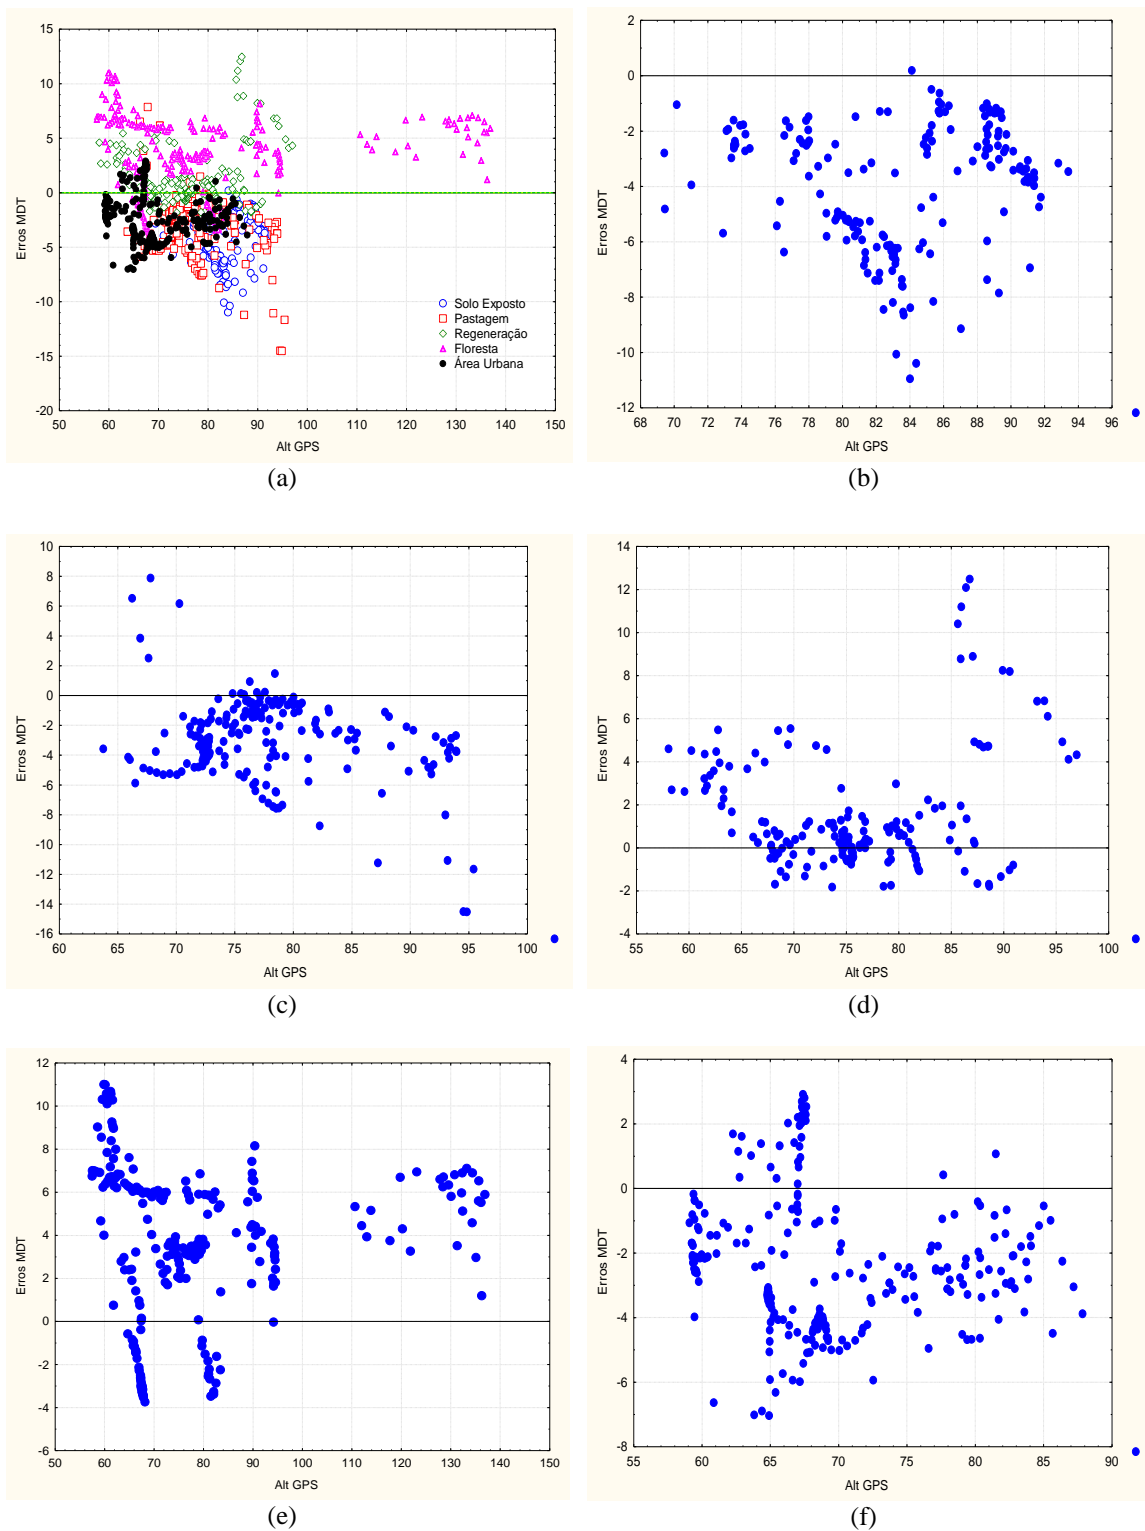 15
10
5
0
-5
-10
-15
-20
Erros MDT
50 60 70 80 90 100 110 120 130 140 150
Alt GPS
Solo Exposto
Pastagem
Regeneração
Floresta
Área Urbana
(a)
2
0
-2
-4
-6
-8
-10
-12
Erros MDT
68 70 72 74 76 78 80 82 84 86 88 90 92 94 96
Alt GPS
(b)
10
8
6
4
2
0
-2
-4
-6
-8
-10
-12
-14
-16
Erros MDT
60 65 70 75 80 85 90 95 100
Alt GPS
(c)
14
12
10
8
6
4
2
0
-2
-4
Erros MDT
55 60 65 70 75 80 85 90 95 100
Alt GPS
(d)
12
10
8
6
4
2
0
-2
-4
-6
Erros MDT
50 60 70 80 90 100 110 120 130 140 150
Alt GPS
(e)
4
2
0
-2
-4
-6
-8
Erros MDT
55 60 65 70 75 80 85 90
Alt GPS
(f)